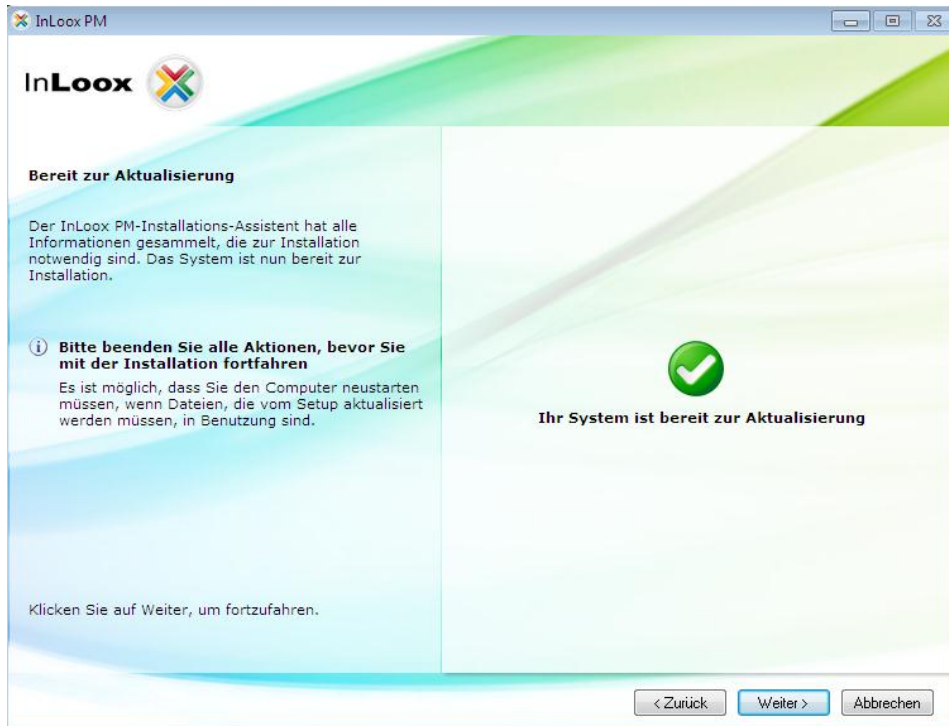 InLoox PM
InLoox
Bereit zur Aktualisierung
Der InLoox PM-Installations-Assistent hat alle
Informationen gesammelt, die zur Installation
notwendig sind. Das System ist nun bereit zur
Installation.
Bitte beenden Sie alle Aktionen, bevor Sie
mit der Installation fortfahren
Es ist möglich, dass Sie den Computer neustarten
müssen, wenn Dateien, die vom Setup aktualisiert
werden müssen, in Benutzung sind.
Ihr System ist bereit zur Aktualisierung
Klicken Sie auf Weiter, um fortzufahren.
< Zurück
Weiter >
Abbrechen